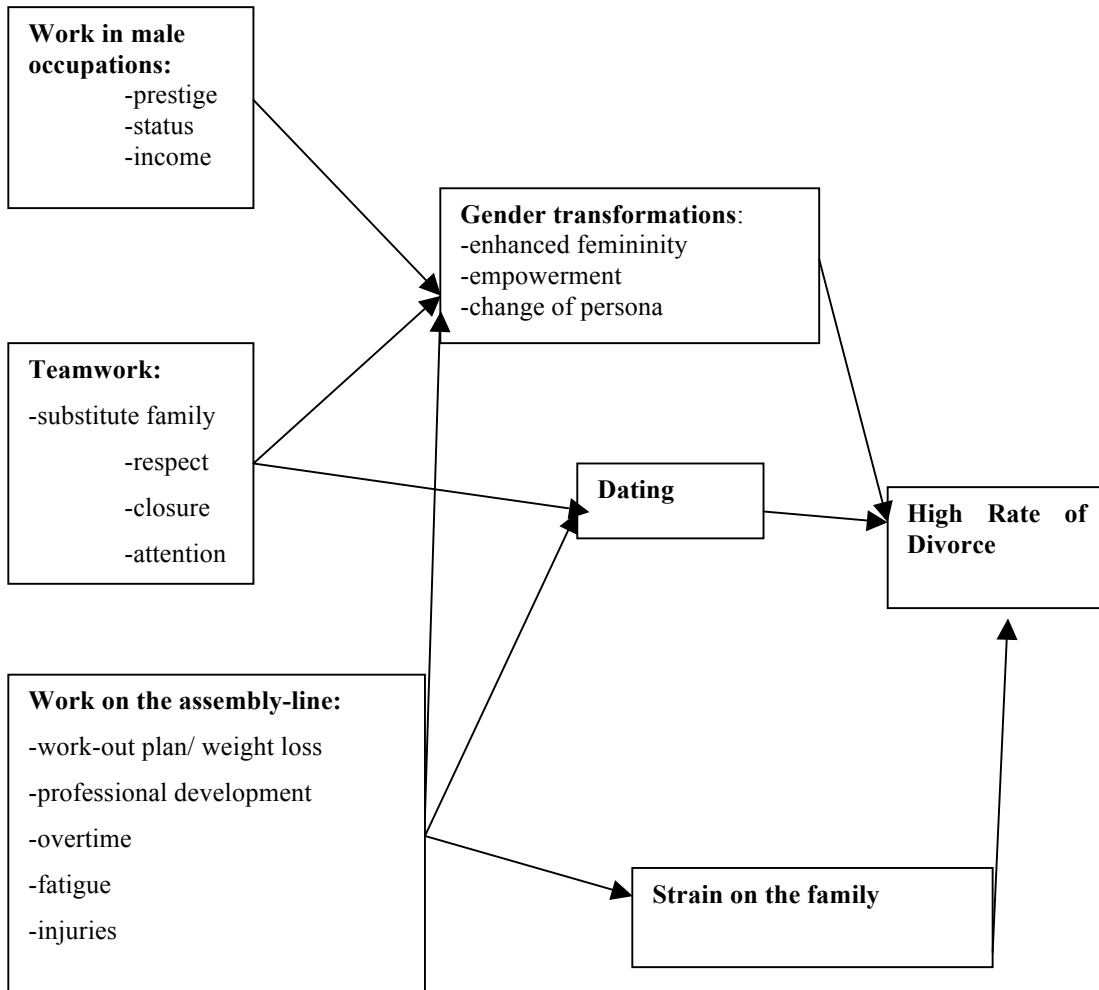 Work in male
occupations:
-prestige
-status
-income
Gender transformations:
-enhanced femininity
-empowerment
-change of persona
Teamwork:
-substitute family
-respect
-closure
-attention
Dating
High Rate of
Divorce
Work on the assembly-line:
-work-out plan/ weight loss
-professional development
-overtime
-fatigue
-injuries
Strain on the family